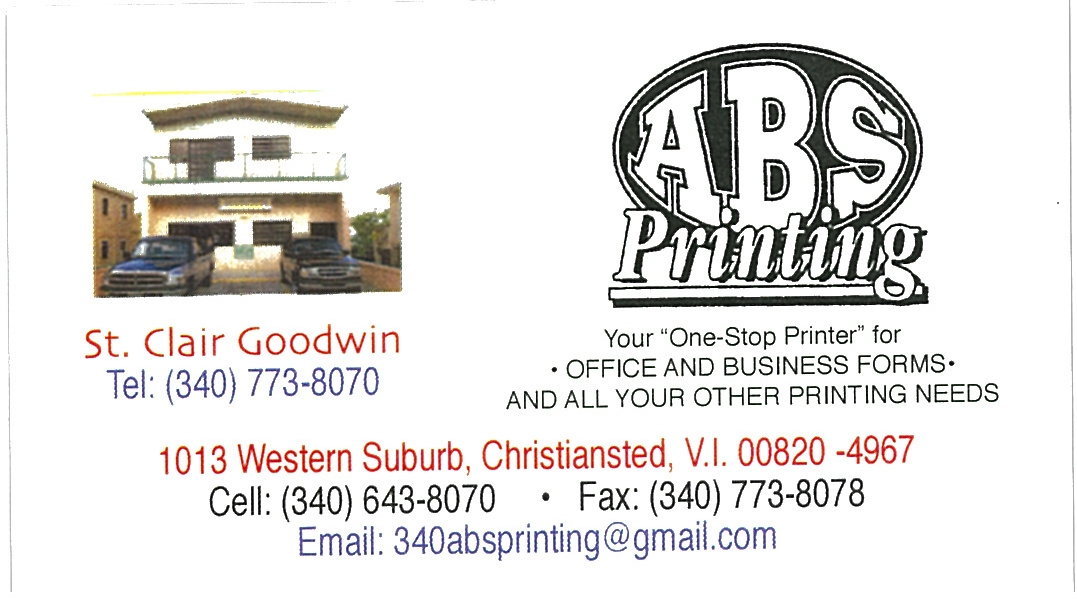 ABS
Printing
St. Clair Goodwin
Tel: (340) 773-8070
Your "One-Stop Printer" for
• OFFICE AND BUSINESS FORMS•
AND ALL YOUR OTHER PRINTING NEEDS
1013 Western Suburb, Christiansted, V.I. 00820 -4967
Cell: (340) 643-8070 • Fax: (340) 773-8078
Email: 340absprinting@gmail.com